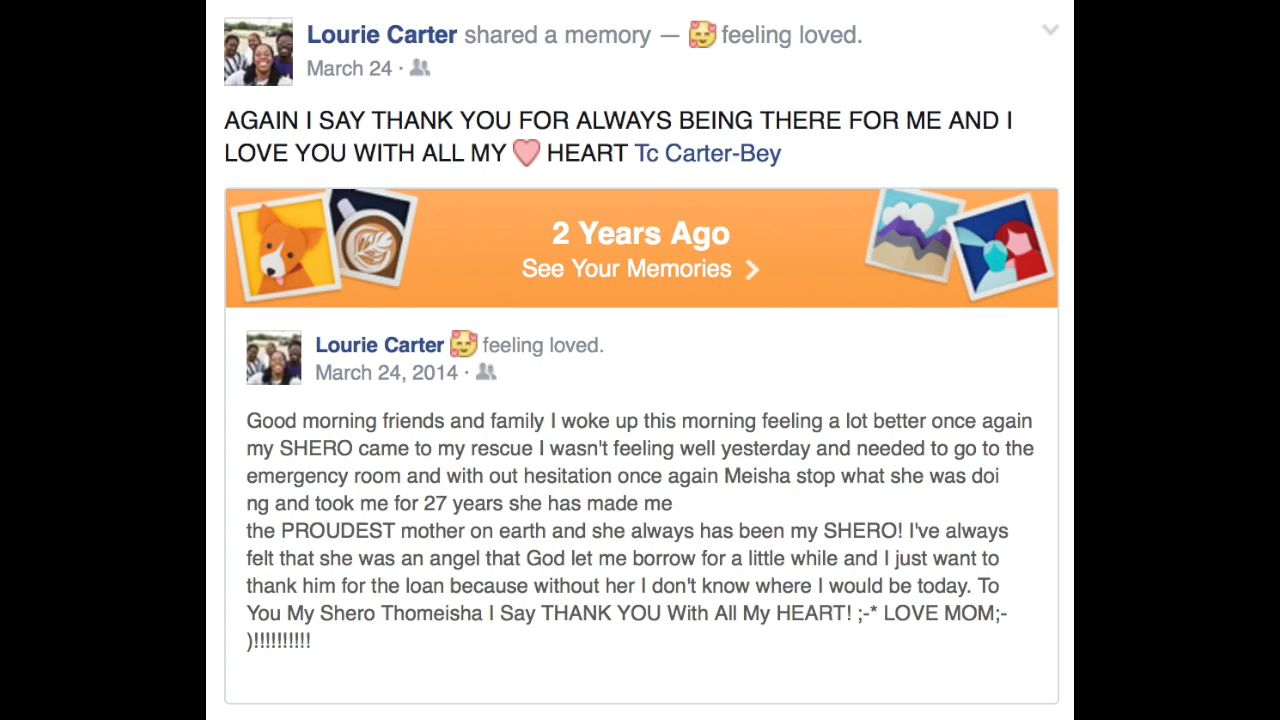 Lourie Carter shared a memory — 🥰 feeling loved.
March 24 ·
AGAIN I SAY THANK YOU FOR ALWAYS BEING THERE FOR ME AND I
LOVE YOU WITH ALL MY ❤ HEART Tc Carter-Bey
2 Years Ago
See Your Memories
Lourie Carter 🥰 feeling loved.
March 24, 2014 ·
Good morning friends and family I woke up this morning feeling a lot better once again
my SHERO came to my rescue I wasn't feeling well yesterday and needed to go to the
emergency room and with out hesitation once again Meisha stop what she was doi
ng and took me for 27 years she has made me
the PROUDEST mother on earth and she always has been my SHERO! I've always
felt that she was an angel that God let me borrow for a little while and I just want to
thank him for the loan because without her I don't know where I would be today. To
You My Shero Thomeisha I Say THANK YOU With All My HEART! ;-* LOVE MOM;-
)!!!!!!!!!!